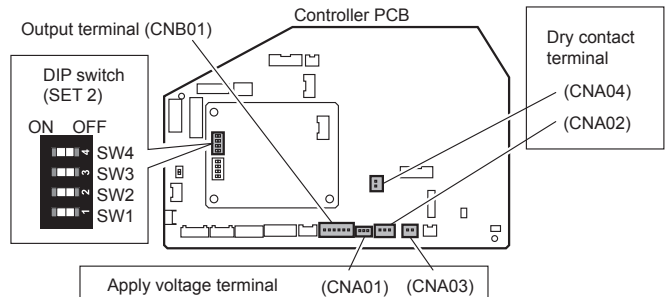 Controller PCB
Output terminal (CNB01)
Dry contact
terminal
(CNA04)
(CNA02)
DIP switch
(SET 2)
ON OFF
4 SW4
3 SW3
2 SW2
1 SW1
Apply voltage terminal (CNA01) (CNA03)